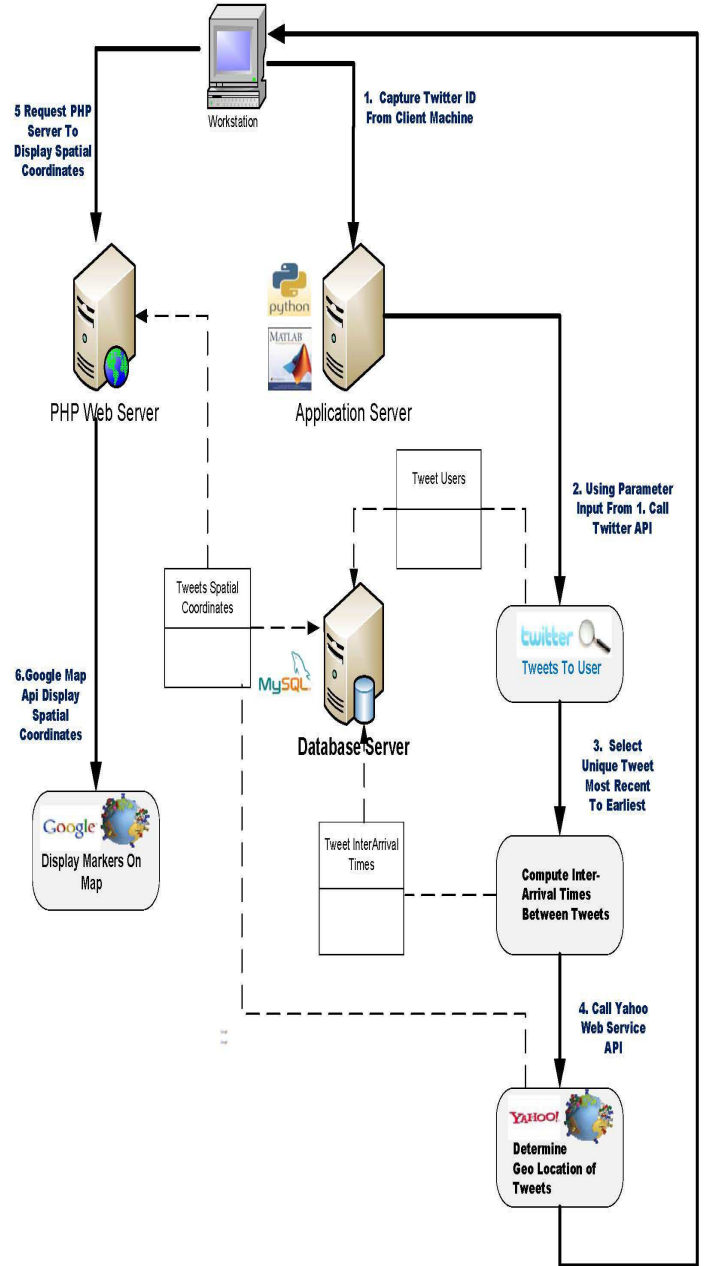 Workstation
1. Capture Twitter ID
From Client Machine
5 Request PHP
Server To
Display Spatial
Coordinates
python
MATLAB
PHP Web Server
Application Server
2. Using Parameter
Input From 1. Call
Twitter API
Tweet Users
Tweets Spatial
Coordinates
MySQL
Database Server
twitter
Tweets To User
6.Google Map
Api Display
Spatial
Coordinates
3. Select
Unique Tweet
Most Recent
To Earliest
Google
Display Markers On
Map
Tweet InterArrival
Times
Compute Inter-
Arrival Times
Between Tweets
4. Call Yahoo
Web Service
API
YAHOO!
Determine
Geo Location of
Tweets